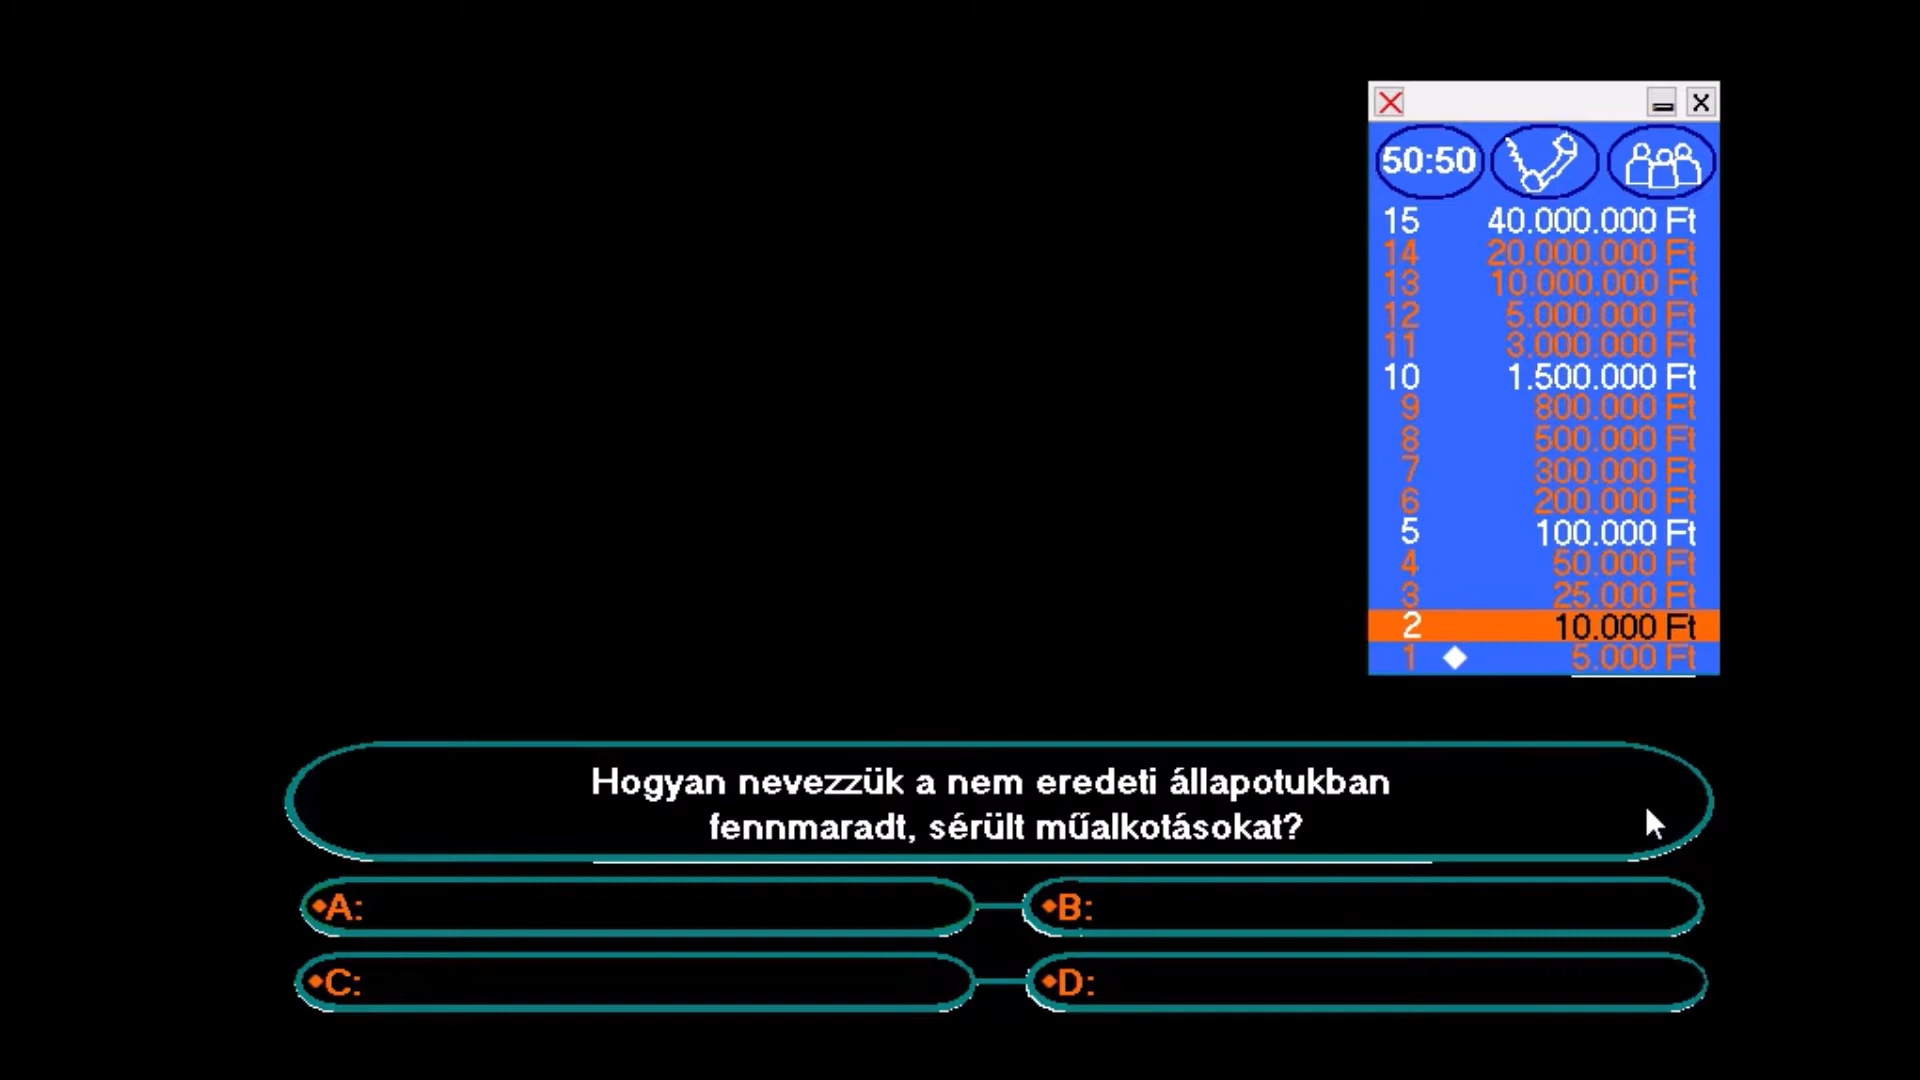 50:50
15 40.000.000 Ft
14 20.000.000 Ft
13 10.000.000 Ft
12 5.000.000 Ft
11 3.000.000 Ft
10 1.500.000 Ft
9 800.000 Ft
8 500.000 Ft
7 300.000 Ft
6 200.000 Ft
5 100.000 Ft
4 50.000 Ft
3 25.000 Ft
2 10.000 Ft
1 5.000 Ft
Hogyan nevezzük a nem eredeti állapotukban
fennmaradt, sérült műalkotásokat?
A:
B:
C:
D: